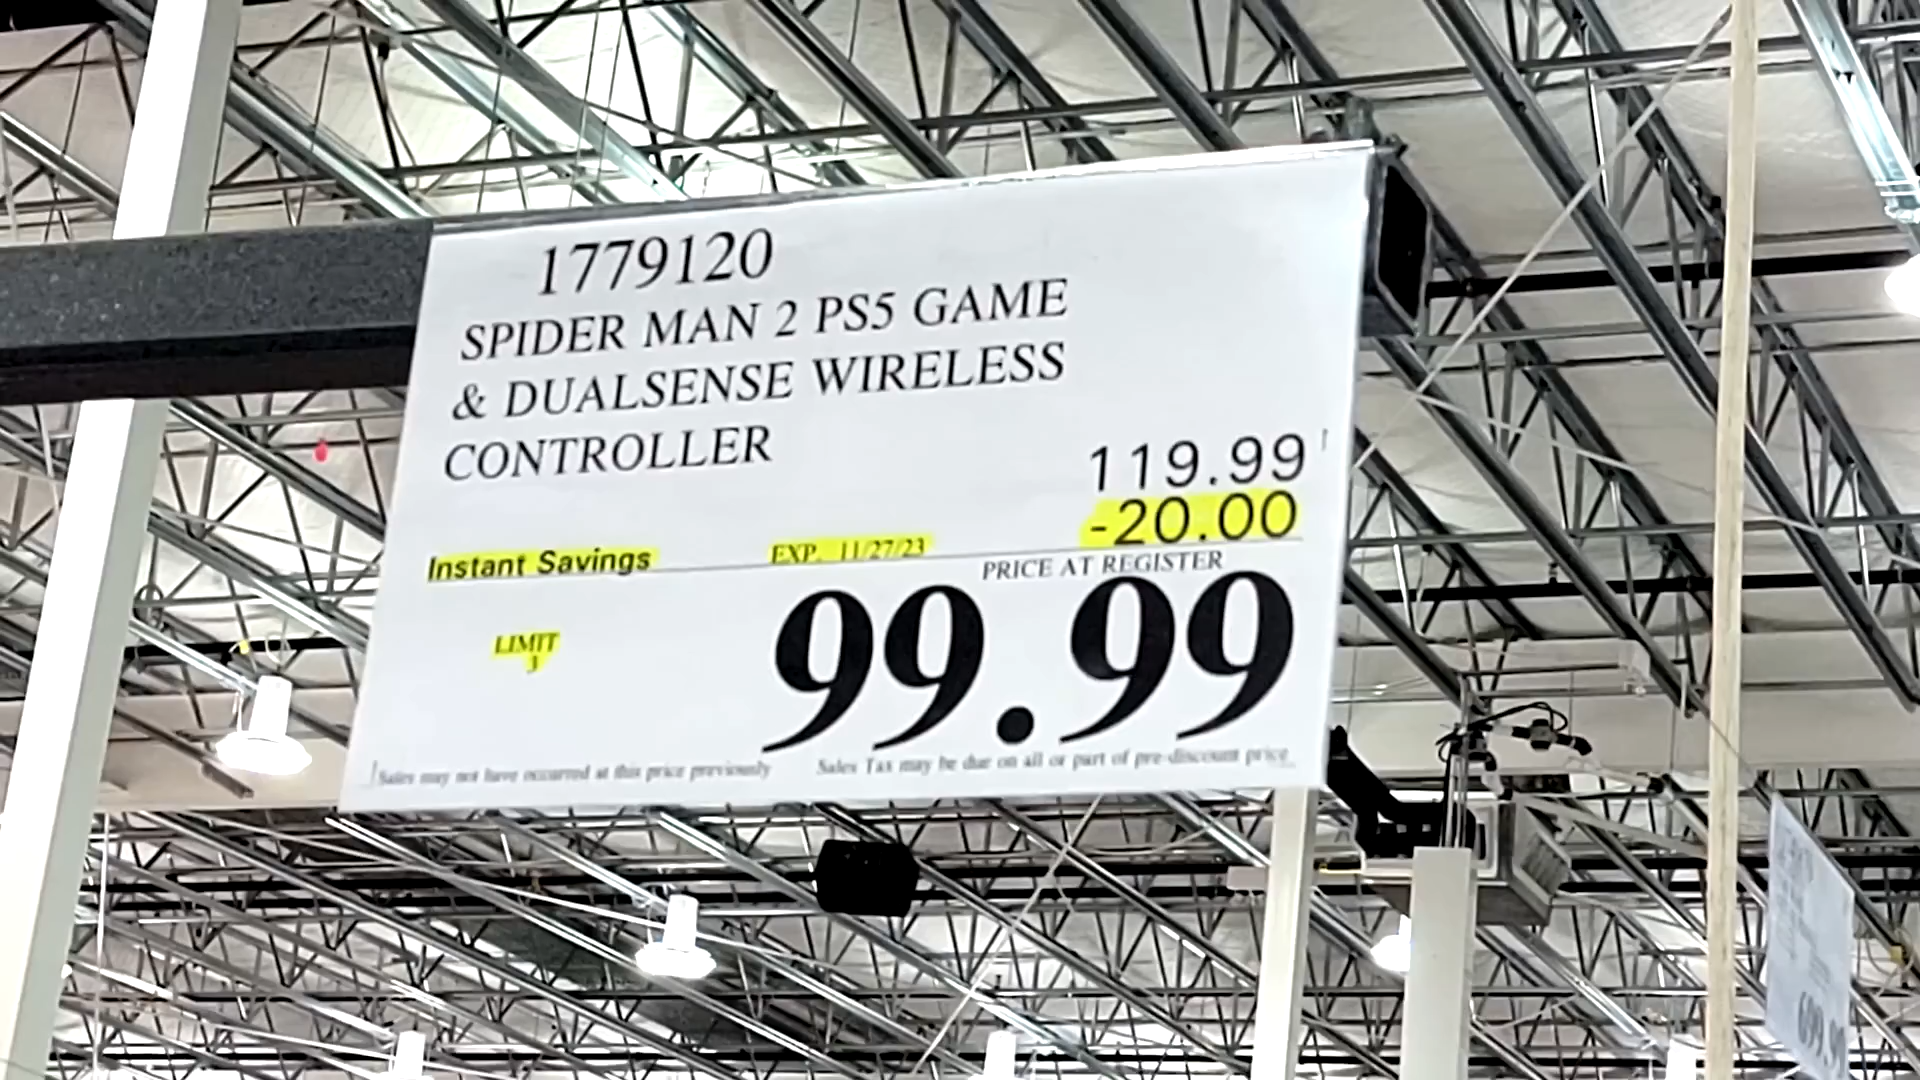 1779120
SPIDER MAN 2 PS5 GAME
& DUALSENSE WIRELESS
CONTROLLER
119.99
-20.00
Instant Savings EXP. 11/27/23
PRICE AT REGISTER
99.99
LIMIT
3
Sales may not have occurred at this price previously
Sales Tax may be due on all or part of pre-discount price